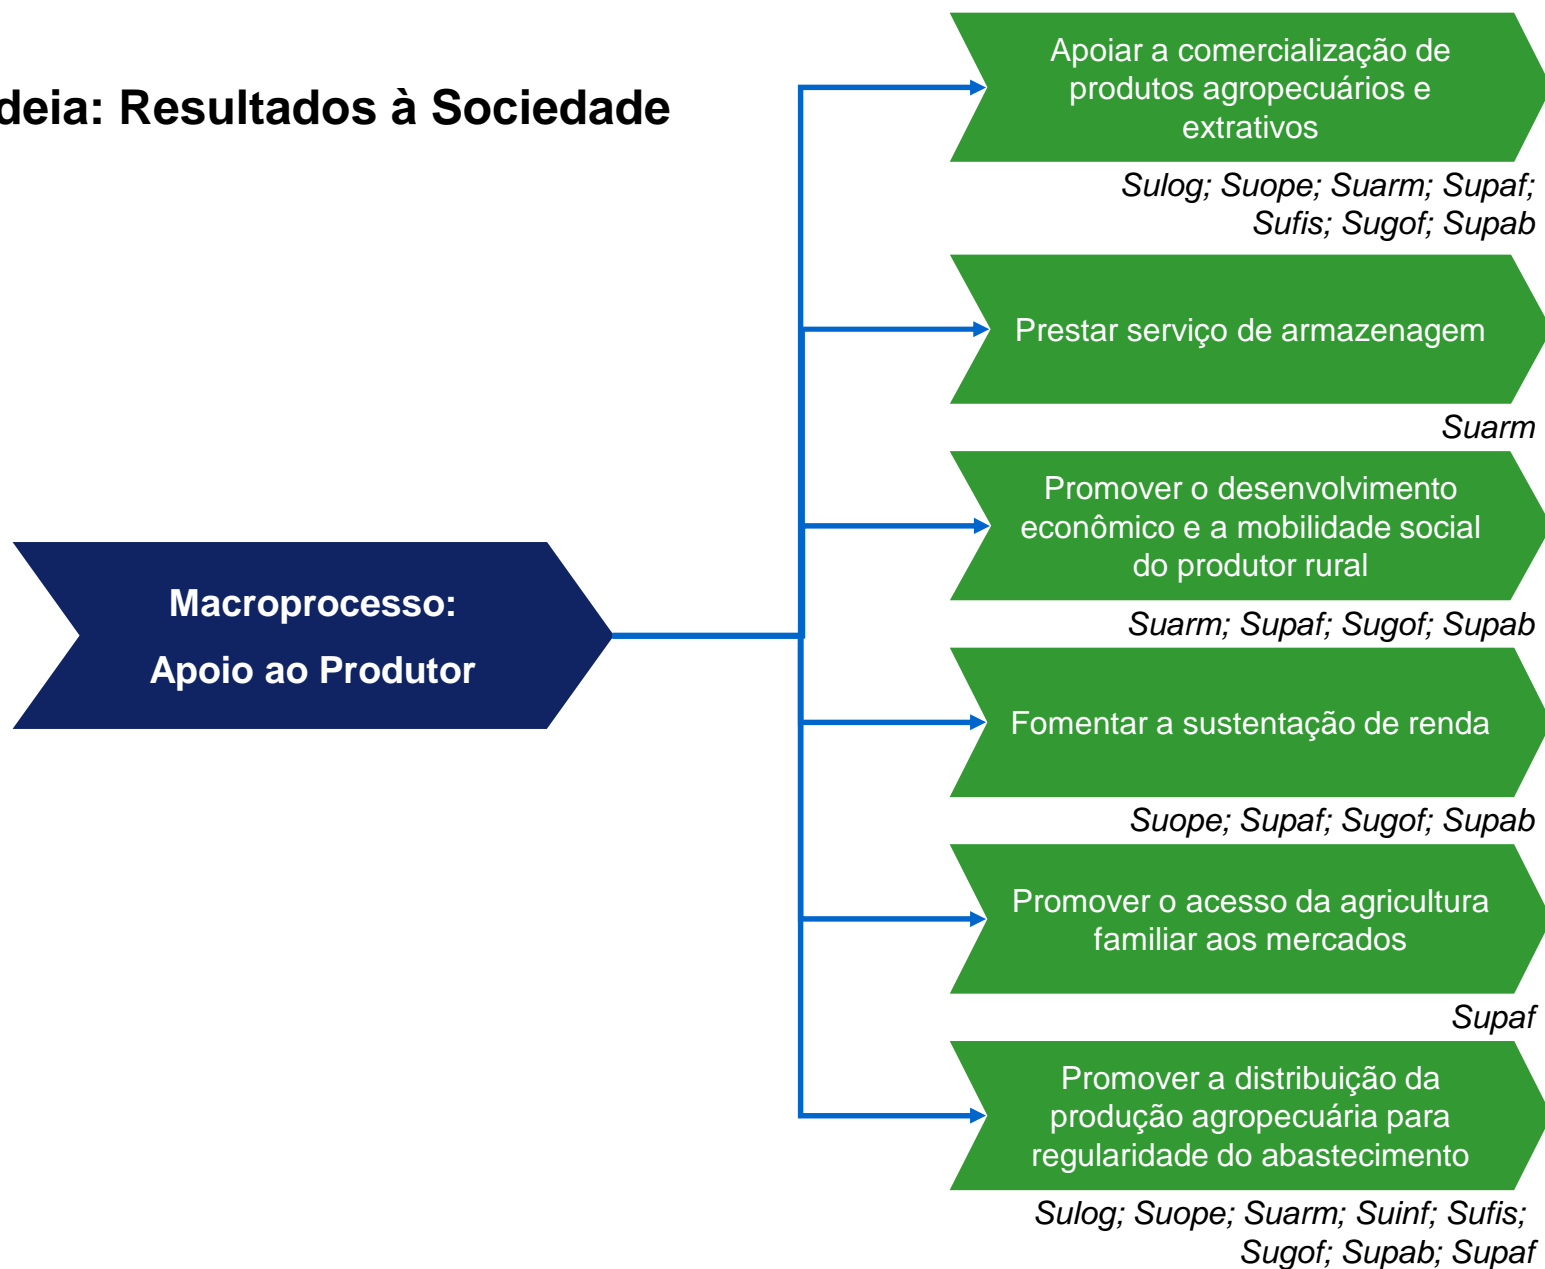 deia: Resultados à Sociedade
Apoiar a comercialização de
produtos agropecuários e
extrativos
Sulog; Suope; Suarm; Supaf;
Sufis; Sugof; Supab
Prestar serviço de armazenagem
Suarm
Promover o desenvolvimento
econômico e a mobilidade social
do produtor rural
Suarm; Supaf; Sugof; Supab
Macroprocesso:
Apoio ao Produtor
Fomentar a sustentação de renda
Suope; Supaf; Sugof; Supab
Promover o acesso da agricultura
familiar aos mercados
Supaf
Promover a distribuição da
produção agropecuária para
regularidade do abastecimento
Sulog; Suope; Suarm; Suinf; Sufis;
Sugof; Supab; Supaf